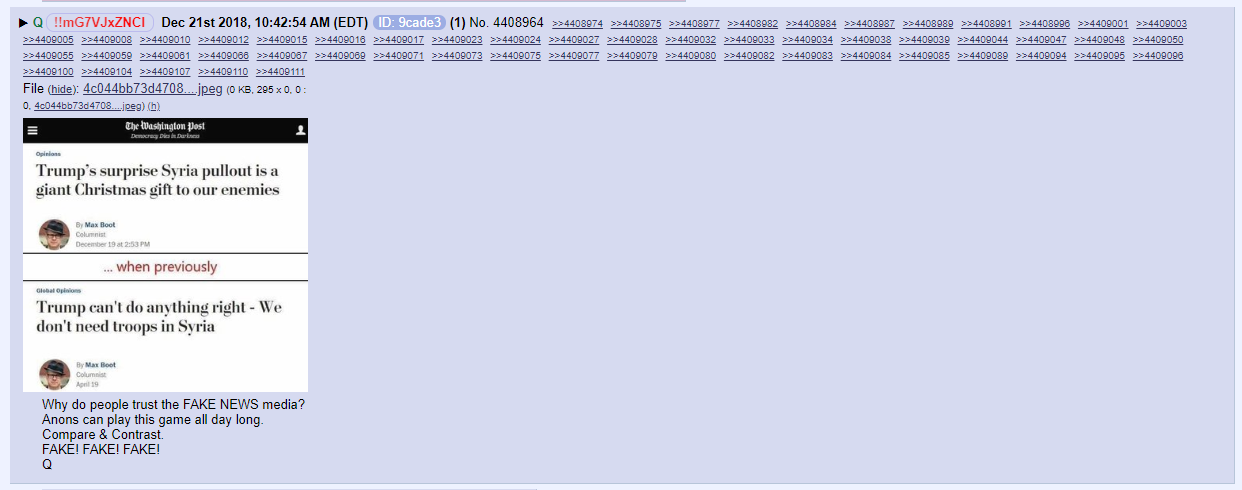 ▶ Q !!mG7VJxZNCI Dec 21st 2018, 10:42:54 AM (EDT) ID: 9cade3 (1) No. 4408964 >>4408974 >>4408975 >>4408977 >>4408982 >>4408984 >>4408987 >>4408989 >>4408991 >>4408996 >>4409001 >>4409003
>>4409005 >>4409008 >>4409010 >>4409012 >>4409015 >>4409016 >>4409017 >>4409023 >>4409024 >>4409027 >>4409028 >>4409032 >>4409033 >>4409034 >>4409038 >>4409039 >>4409044 >>4409047 >>4409048 >>4409050
>>4409055 >>4409059 >>4409061 >>4409066 >>4409067 >>4409069 >>4409071 >>4409073 >>4409075 >>4409077 >>4409079 >>4409080 >>4409082 >>4409083 >>4409084 >>4409085 >>4409089 >>4409094 >>4409095 >>4409096
>>4409100 >>4409104 >>4409107 >>4409110 >>4409111
File (hide): 4c044bb73d4708....jpeg (0 KB, 295 x 0, 0 :
0, 4c044bb73d4708....jpeg) (h)
The Washington Post
Democracy Dies in Darkness
Opinions
Trump's surprise Syria pullout is a
giant Christmas gift to our enemies
By Max Boot
Columnist
December 19 at 2:53 PM
... when previously
Global Opinions
Trump can't do anything right - We
don't need troops in Syria
By Max Boot
Columnist
April 19
Why do people trust the FAKE NEWS media?
Anons can play this game all day long.
Compare & Contrast.
FAKE! FAKE! FAKE!
Q